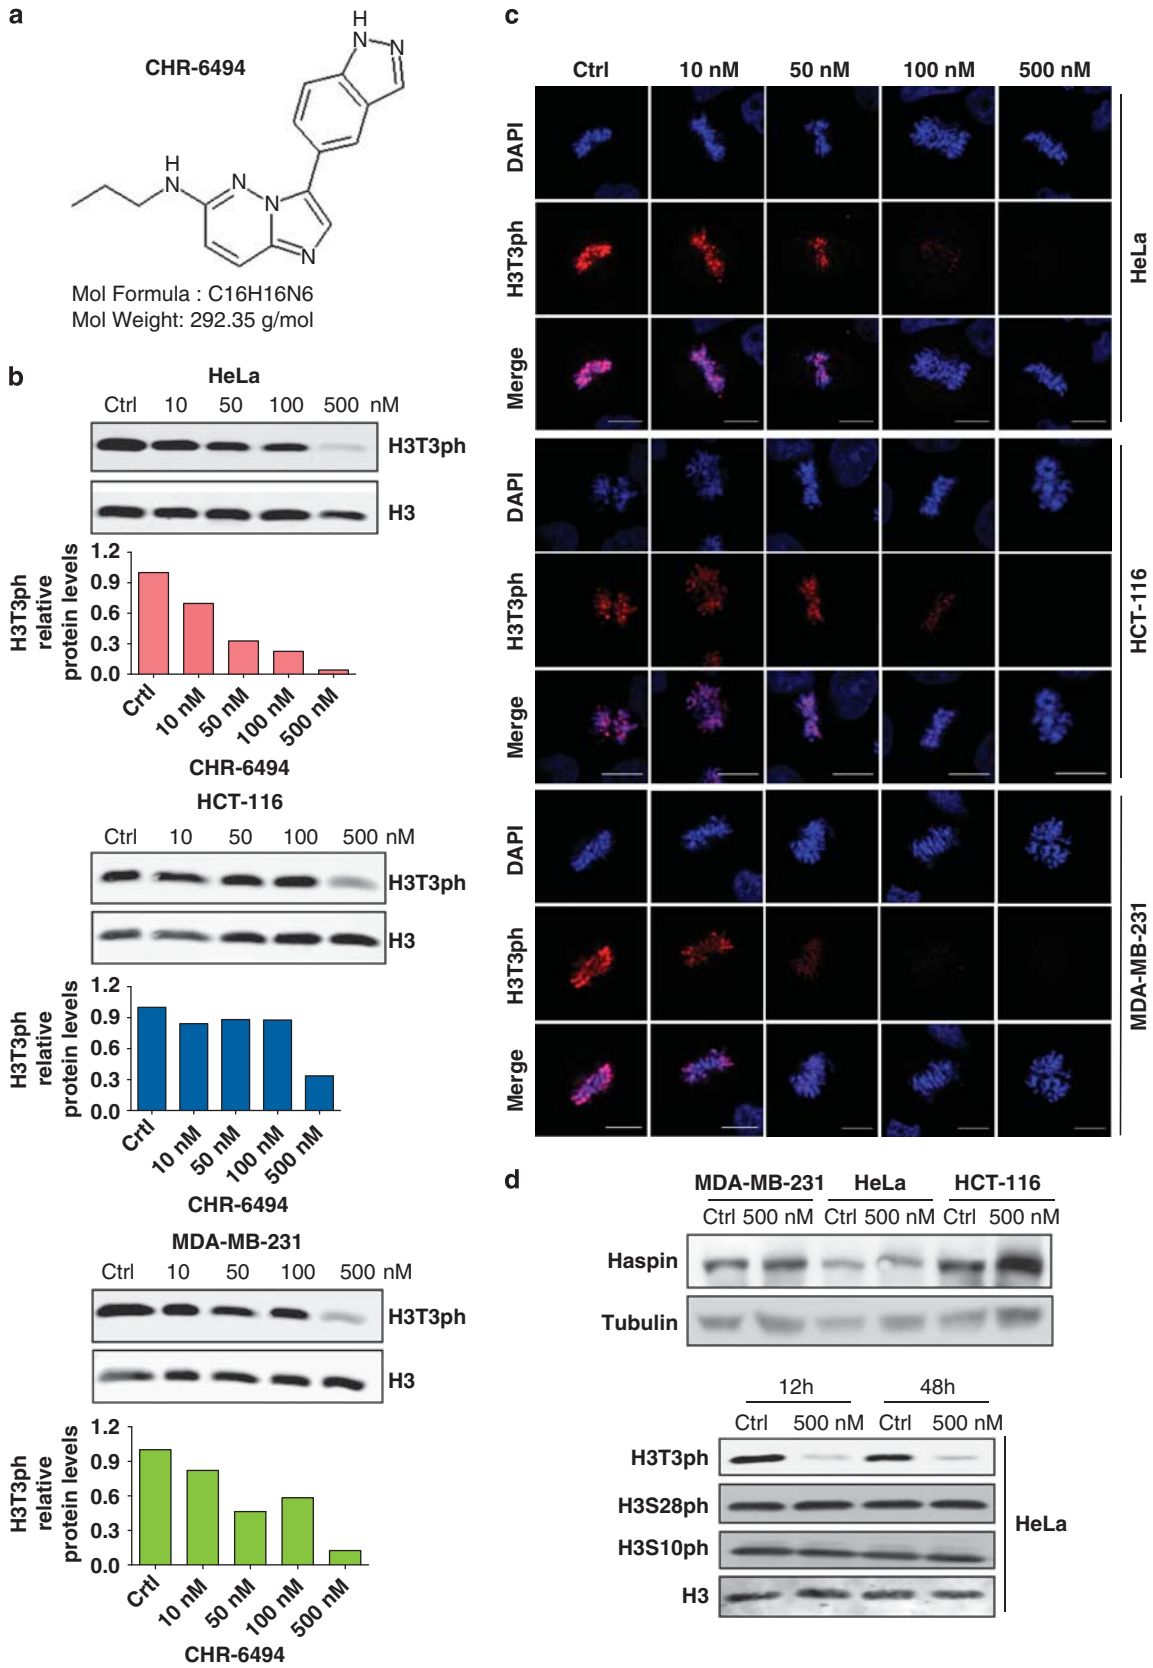 a
CHR-6494
H
N
N
H
N
N
N
N
Mol Formula : C16H16N6
Mol Weight: 292.35 g/mol
b
HeLa
Ctrl 10 50 100 500 nM
H3T3ph
H3
H3T3ph relative protein levels
1.2
0.9
0.6
0.3
0.0
Crtl 10 nM 50 nM 100 nM 500 nM
CHR-6494
HCT-116
Ctrl 10 50 100 500 nM
H3T3ph
H3
H3T3ph relative protein levels
1.2
0.9
0.6
0.3
0.0
Crtl 10 nM 50 nM 100 nM 500 nM
CHR-6494
MDA-MB-231
Ctrl 10 50 100 500 nM
H3T3ph
H3
H3T3ph relative protein levels
1.2
0.9
0.6
0.3
0.0
Crtl 10 nM 50 nM 100 nM 500 nM
CHR-6494
c
Ctrl 10 nM 50 nM 100 nM 500 nM
DAPI
H3T3ph
Merge
HeLa
DAPI
H3T3ph
Merge
HCT-116
DAPI
H3T3ph
Merge
MDA-MB-231
d
MDA-MB-231 HeLa HCT-116
Ctrl 500 nM Ctrl 500 nM Ctrl 500 nM
Haspin
Tubulin
12h 48h
Ctrl 500 nM Ctrl 500 nM
H3T3ph
H3S28ph
H3S10ph
H3
HeLa